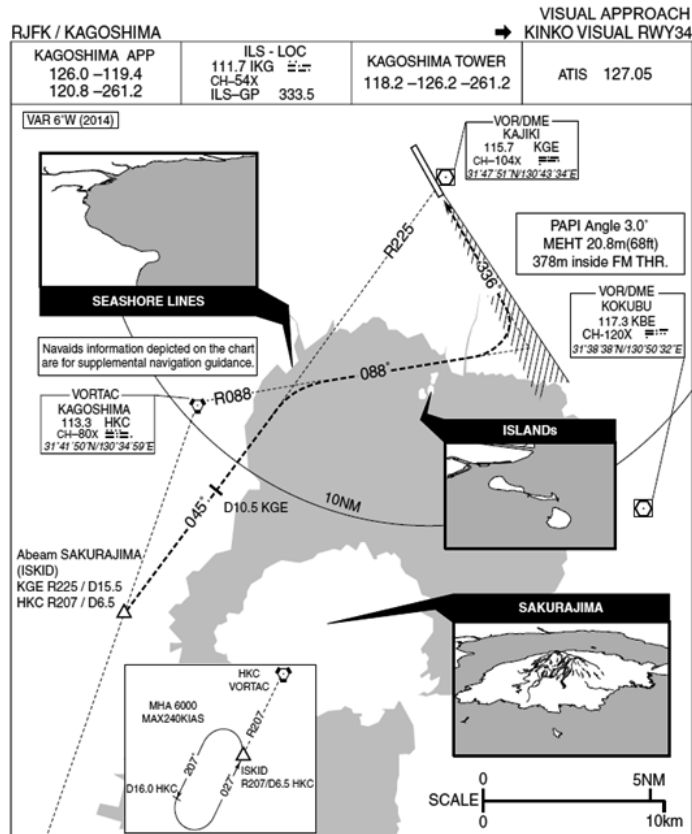 VISUAL APPROACH
RJFK / KAGOSHIMA
➡ KINKO VISUAL RWY34
KAGOSHIMA APP
126.0 –119.4
120.8 –261.2
ILS - LOC
111.7 IKG
CH–54X
ILS–GP 333.5
KAGOSHIMA TOWER
118.2 –126.2 –261.2
ATIS 127.05
VAR 6°W (2014)
VOR/DME
KAJIKI
115.7 KGE
CH–104X
31°47'51"N/130°43'34"E
R225
336°
PAPI Angle 3.0°
MEHT 20.8m(68ft)
378m inside FM THR.
SEASHORE LINES
VOR/DME
KOKUBU
117.3 KBE
CH-120X
31°38'38"N/130°50'32"E
Navaids information depicted on the chart
are for supplemental navigation guidance.
VORTAC
KAGOSHIMA
113.3 HKC
CH–80X
31°41'50"N/130°34'59"E
R088
088°
ISLANDs
045°
D10.5 KGE
10NM
Abeam SAKURAJIMA
(ISKID)
KGE R225 / D15.5
HKC R207 / D6.5
SAKURAJIMA
HKC
VORTAC
MHA 6000
MAX240KIAS
R207
207°
027°
ISKID
R207/D6.5 HKC
D16.0 HKC
0 5NM
SCALE
0 10km